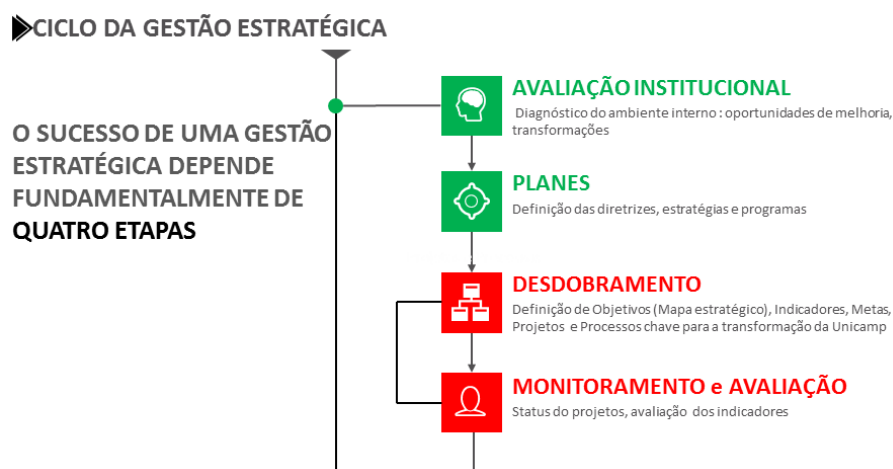 CICLO DA GESTÃO ESTRATÉGICA
O SUCESSO DE UMA GESTÃO
ESTRATÉGICA DEPENDE
FUNDAMENTALMENTE DE
QUATRO ETAPAS
AVALIAÇÃO INSTITUCIONAL
Diagnóstico do ambiente interno : oportunidades de melhoria,
transformações
PLANES
Definição das diretrizes, estratégias e programas
DESDOBRAMENTO
Definição de Objetivos (Mapa estratégico), Indicadores, Metas,
Projetos e Processos chave para a transformação da Unicamp
MONITORAMENTO e AVALIAÇÃO
Status do projetos, avaliação dos indicadores